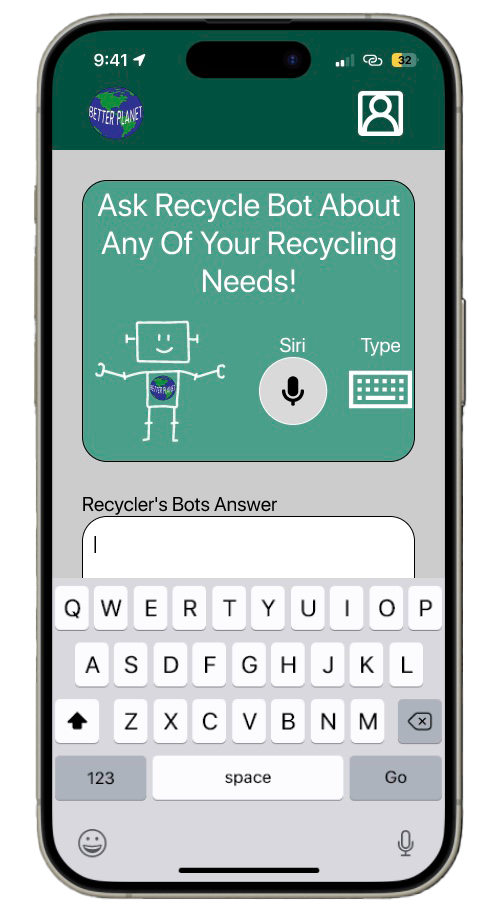 9:41
32
BETTER PLANET
Ask Recycle Bot About
Any Of Your Recycling
Needs!
Siri
Type
BETTER PLANET
Recycler's Bots Answer
Q W E R T Y U I O P
A S D F G H J K L
Z X C V B N M
123 space Go